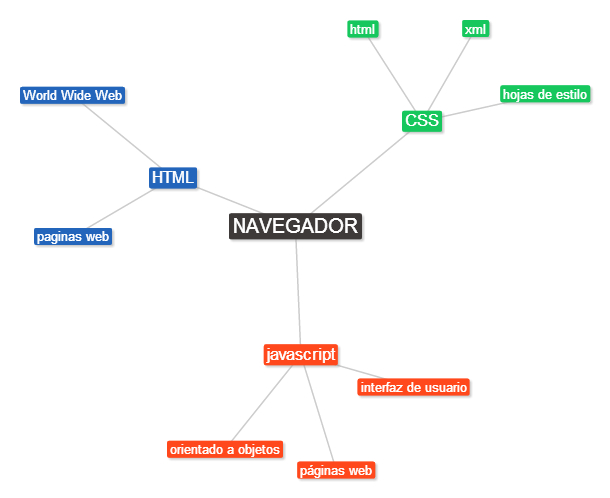 html
xml
World Wide Web
hojas de estilo
CSS
HTML
NAVEGADOR
paginas web
javascript
interfaz de usuario
orientado a objetos
páginas web